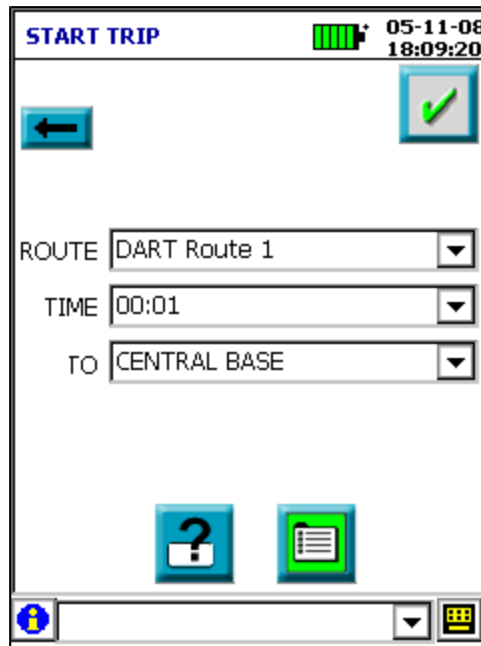 START TRIP
05-11-08
18:09:20
ROUTE DART Route 1
TIME 00:01
TO CENTRAL BASE
?